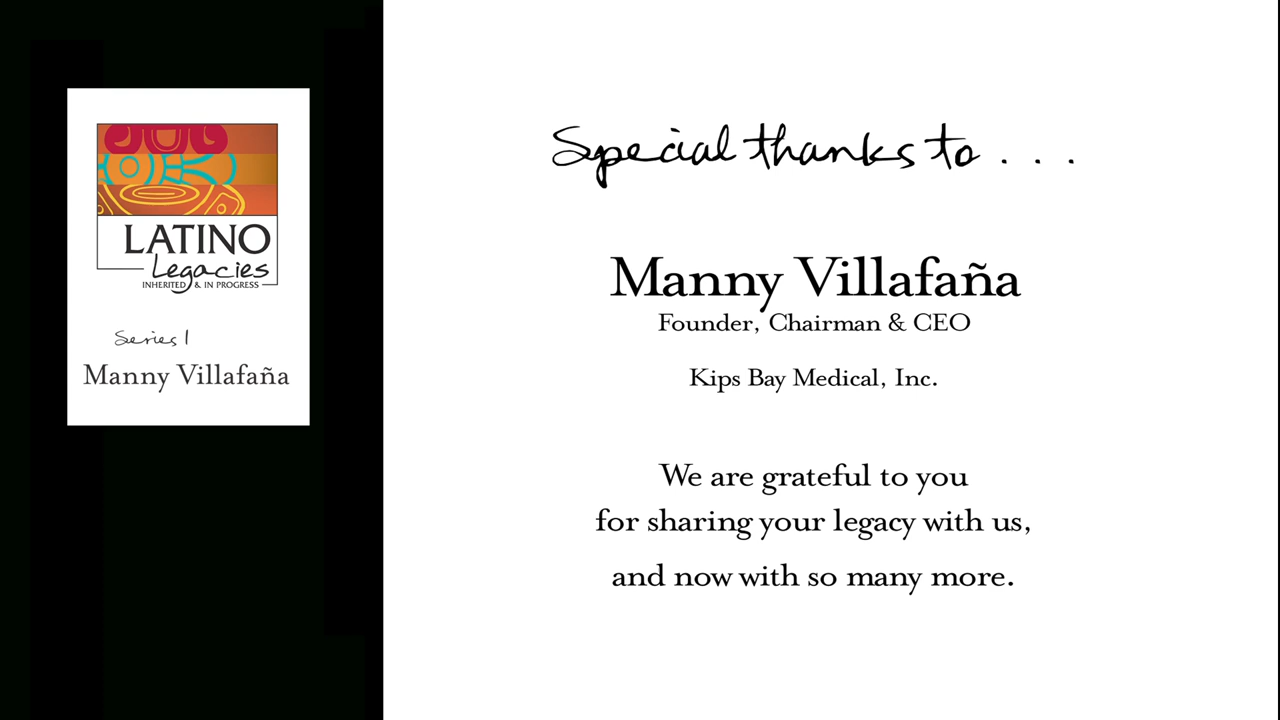 LATINO
Legacies
INHERITED & IN PROGRESS
Series 1
Manny Villafaña
Special thanks to . . .
Manny Villafaña
Founder, Chairman & CEO
Kips Bay Medical, Inc.
We are grateful to you
for sharing your legacy with us,
and now with so many more.